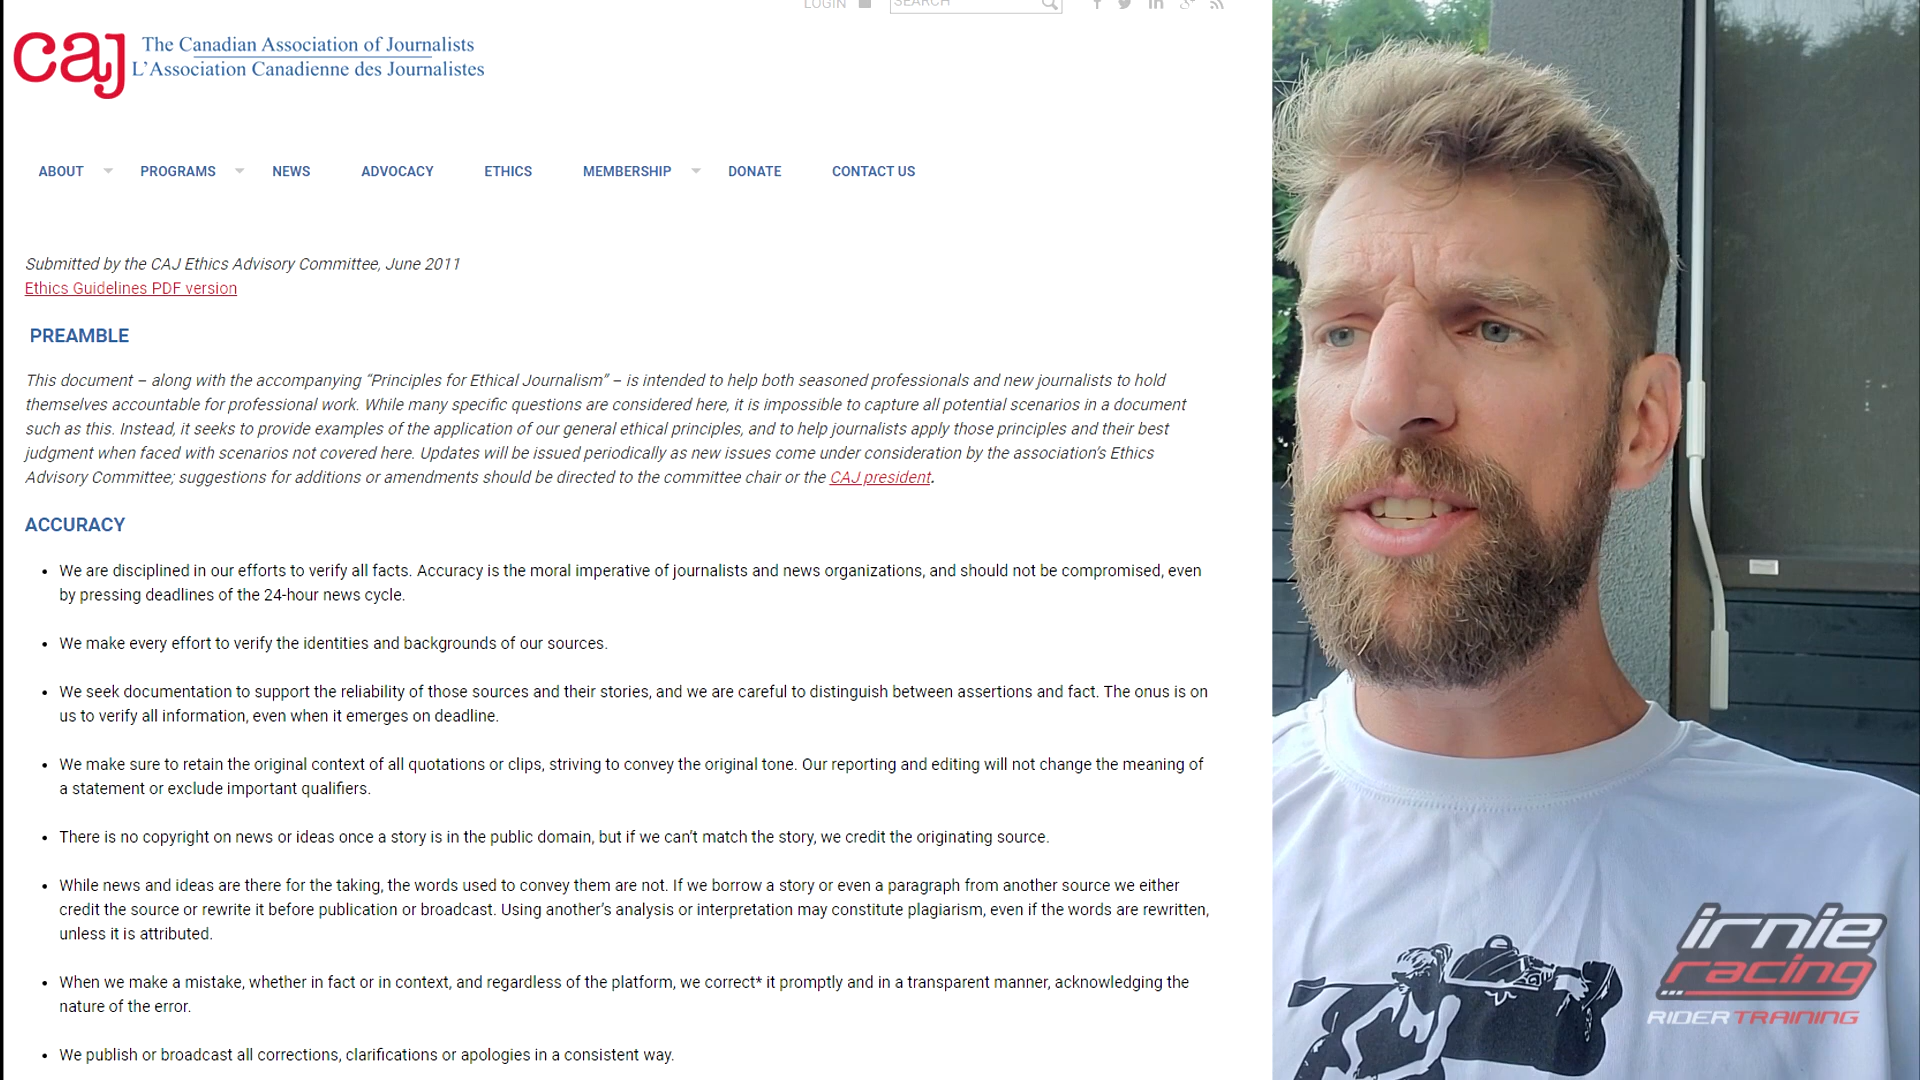 LOGIN
SEARCH
caj The Canadian Association of Journalists
L’Association Canadienne des Journalistes
ABOUT PROGRAMS NEWS ADVOCACY ETHICS MEMBERSHIP DONATE CONTACT US
Submitted by the CAJ Ethics Advisory Committee, June 2011
Ethics Guidelines PDF version
PREAMBLE
This document – along with the accompanying “Principles for Ethical Journalism” – is intended to help both seasoned professionals and new journalists to hold
themselves accountable for professional work. While many specific questions are considered here, it is impossible to capture all potential scenarios in a document
such as this. Instead, it seeks to provide examples of the application of our general ethical principles, and to help journalists apply those principles and their best
judgment when faced with scenarios not covered here. Updates will be issued periodically as new issues come under consideration by the association’s Ethics
Advisory Committee; suggestions for additions or amendments should be directed to the committee chair or the CAJ president.
ACCURACY
• We are disciplined in our efforts to verify all facts. Accuracy is the moral imperative of journalists and news organizations, and should not be compromised, even
by pressing deadlines of the 24-hour news cycle.
• We make every effort to verify the identities and backgrounds of our sources.
• We seek documentation to support the reliability of those sources and their stories, and we are careful to distinguish between assertions and fact. The onus is on
us to verify all information, even when it emerges on deadline.
• We make sure to retain the original context of all quotations or clips, striving to convey the original tone. Our reporting and editing will not change the meaning of
a statement or exclude important qualifiers.
• There is no copyright on news or ideas once a story is in the public domain, but if we can’t match the story, we credit the originating source.
• While news and ideas are there for the taking, the words used to convey them are not. If we borrow a story or even a paragraph from another source we either
credit the source or rewrite it before publication or broadcast. Using another’s analysis or interpretation may constitute plagiarism, even if the words are rewritten,
unless it is attributed.
• When we make a mistake, whether in fact or in context, and regardless of the platform, we correct* it promptly and in a transparent manner, acknowledging the
nature of the error.
• We publish or broadcast all corrections, clarifications or apologies in a consistent way.
irnie
racing
RIDER TRAINING